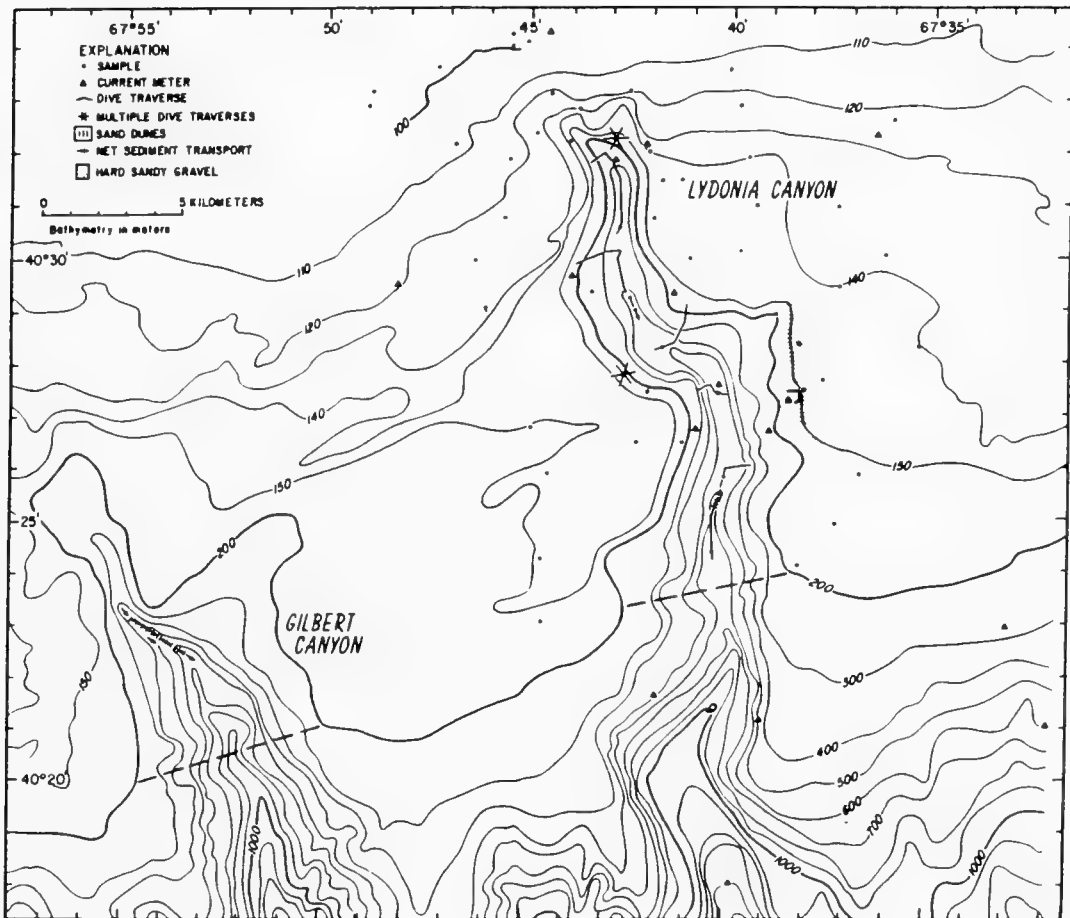 67°55' 50' 45' 40' 67°35'
EXPLANATION
SAMPLE
CURRENT METER
DIVE TRAVERSE
MULTIPLE DIVE TRAVERSES
SAND DUNES
NET SEDIMENT TRANSPORT
HARD SANDY GRAVEL
0 5 KILOMETERS
Bathymetry in meters
110
120
100
LYDONIA CANYON
40°30'
110
140
120
140
150
150
25'
200
200
GILBERT
CANYON
150
300
400
500
40°20'
600
700
1000
1000
1000